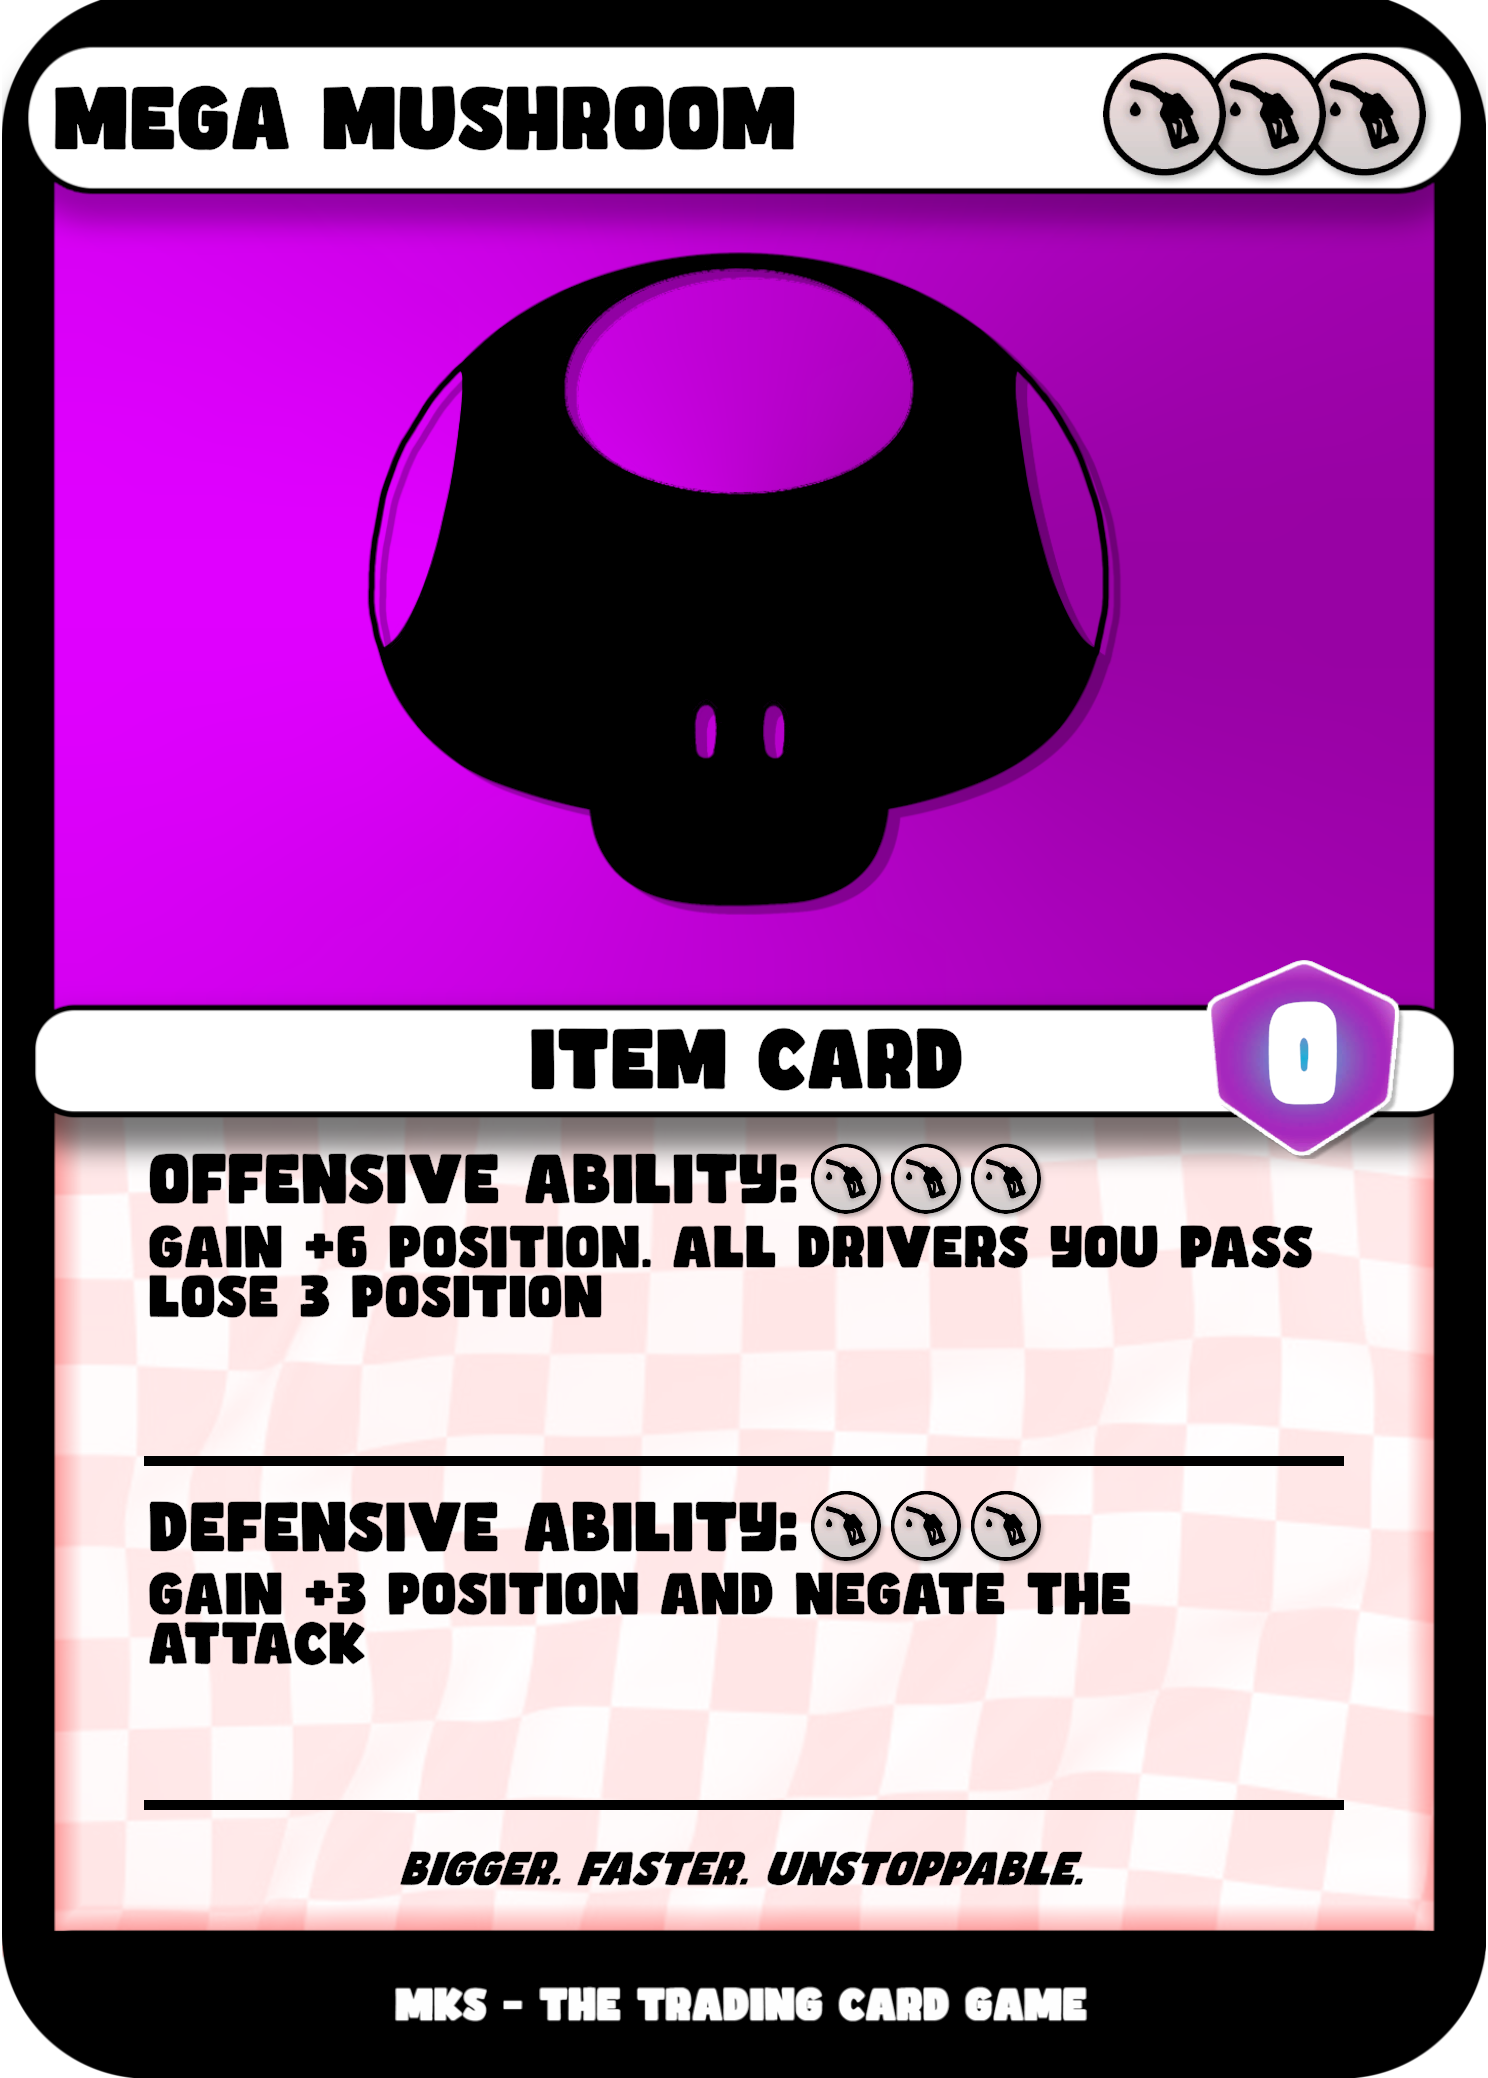 MEGA MUSHROOM
ITEM CARD
0
OFFENSIVE ABILITY:
GAIN +6 POSITION. ALL DRIVERS YOU PASS
LOSE 3 POSITION
DEFENSIVE ABILITY:
GAIN +3 POSITION AND NEGATE THE
ATTACK
BIGGER. FASTER. UNSTOPPABLE.
MKS - THE TRADING CARD GAME